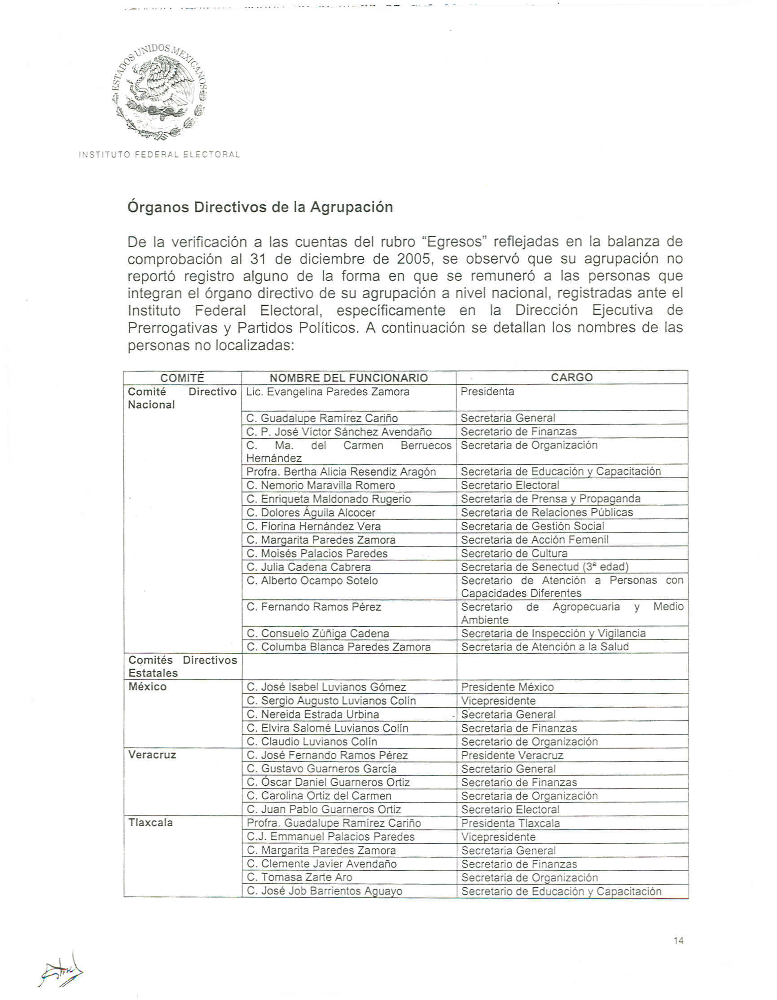 ESTADOS UNIDOS MEXICANOS
INSTITUTO FEDERAL ELECTORAL
Órganos Directivos de la Agrupación
De la verificación a las cuentas del rubro “Egresos” reflejadas en la balanza de
comprobación al 31 de diciembre de 2005, se observó que su agrupación no
reportó registro alguno de la forma en que se remuneró a las personas que
integran el órgano directivo de su agrupación a nivel nacional, registradas ante el
Instituto Federal Electoral, específicamente en la Dirección Ejecutiva de
Prerrogativas y Partidos Políticos. A continuación se detallan los nombres de las
personas no localizadas:
COMITÉ NOMBRE DEL FUNCIONARIO CARGO
Comité Directivo Lic. Evangelina Paredes Zamora Presidenta
Nacional
C. Guadalupe Ramírez Cariño Secretaria General
C. P. José Víctor Sánchez Avendaño Secretario de Finanzas
C. Ma. del Carmen Berruecos Secretaria de Organización
Hernández
Profra. Bertha Alicia Resendiz Aragón Secretaria de Educación y Capacitación
C. Nemorio Maravilla Romero Secretario Electoral
C. Enriqueta Maldonado Rugerio Secretaria de Prensa y Propaganda
C. Dolores Águila Alcocer Secretaria de Relaciones Públicas
C. Florina Hernández Vera Secretaria de Gestión Social
C. Margarita Paredes Zamora Secretaria de Acción Femenil
C. Moisés Palacios Paredes Secretario de Cultura
C. Julia Cadena Cabrera Secretaria de Senectud (3ª edad)
C. Alberto Ocampo Sotelo Secretario de Atención a Personas con
Capacidades Diferentes
C. Fernando Ramos Pérez Secretario de Agropecuaria y Medio
Ambiente
C. Consuelo Zúñiga Cadena Secretaria de Inspección y Vigilancia
C. Columba Blanca Paredes Zamora Secretaria de Atención a la Salud
Comités Directivos
Estatales
México C. José Isabel Luvianos Gómez Presidente México
C. Sergio Augusto Luvianos Colín Vicepresidente
C. Nereida Estrada Urbina Secretaria General
C. Elvira Salomé Luvianos Colín Secretaria de Finanzas
C. Claudio Luvianos Colín Secretario de Organización
Veracruz C. José Fernando Ramos Pérez Presidente Veracruz
C. Gustavo Guarneros García Secretario General
C. Óscar Daniel Guarneros Ortiz Secretario de Finanzas
C. Carolina Ortiz del Carmen Secretaria de Organización
C. Juan Pablo Guarneros Ortiz Secretario Electoral
Tlaxcala Profra. Guadalupe Ramírez Cariño Presidenta Tlaxcala
C.J. Emmanuel Palacios Paredes Vicepresidente
C. Margarita Paredes Zamora Secretaria General
C. Clemente Javier Avendaño Secretario de Finanzas
C. Tomasa Zarte Aro Secretaria de Organización
C. José Job Barrientos Aguayo Secretario de Educación y Capacitación
14